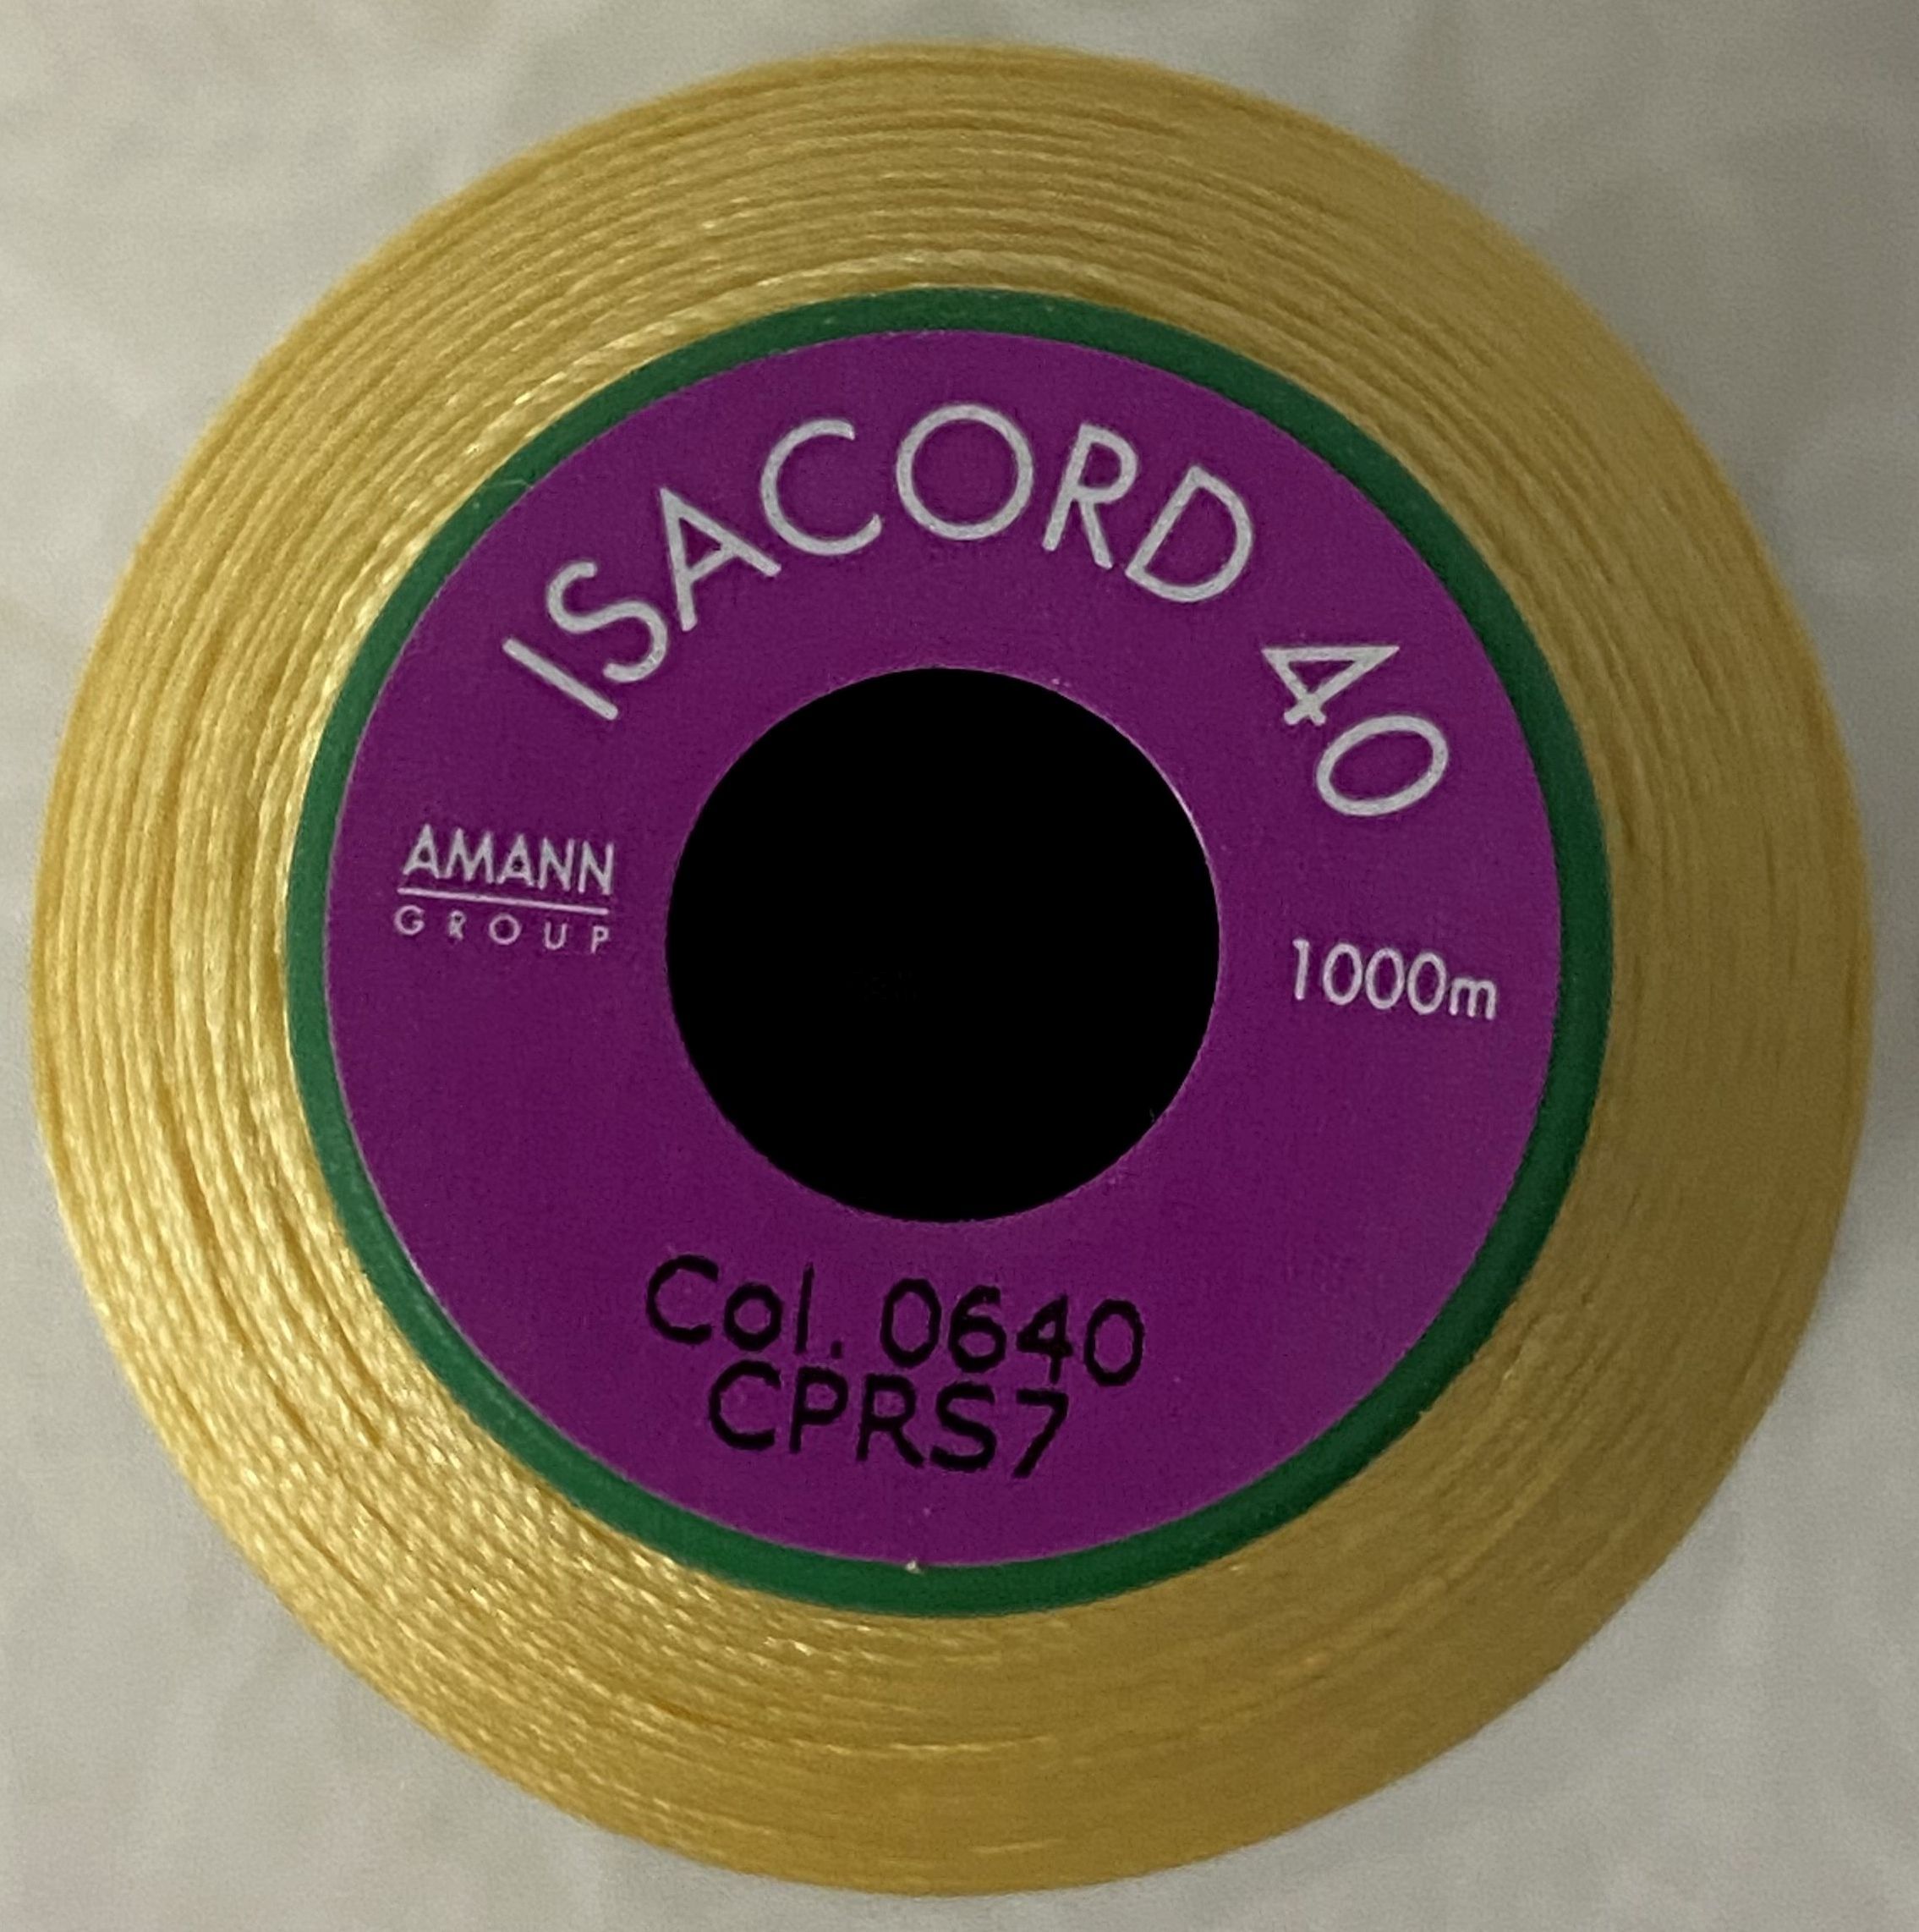 ISACORD 40
AMANN
GROUP
1000m
Col. 0640
CPRS7